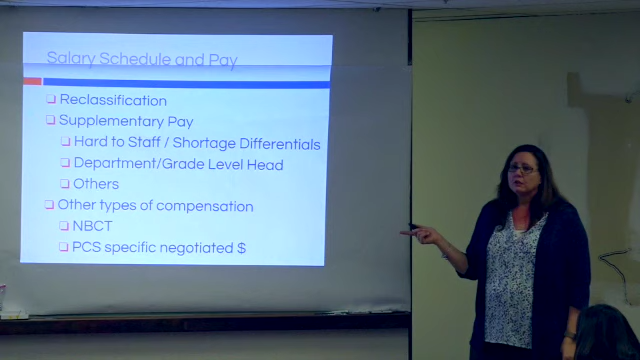 Salary Schedule and Pay
Reclassification
Supplementary Pay
Hard to Staff / Shortage Differentials
Department/Grade Level Head
Others
Other types of compensation
NBCT
PCS specific negotiated $